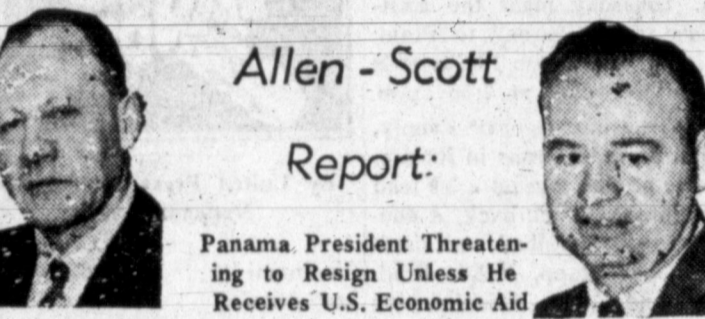 Allen - Scott
Report:
Panama President Threaten-
ing to Resign Unless He
Receives U.S. Economic Aid